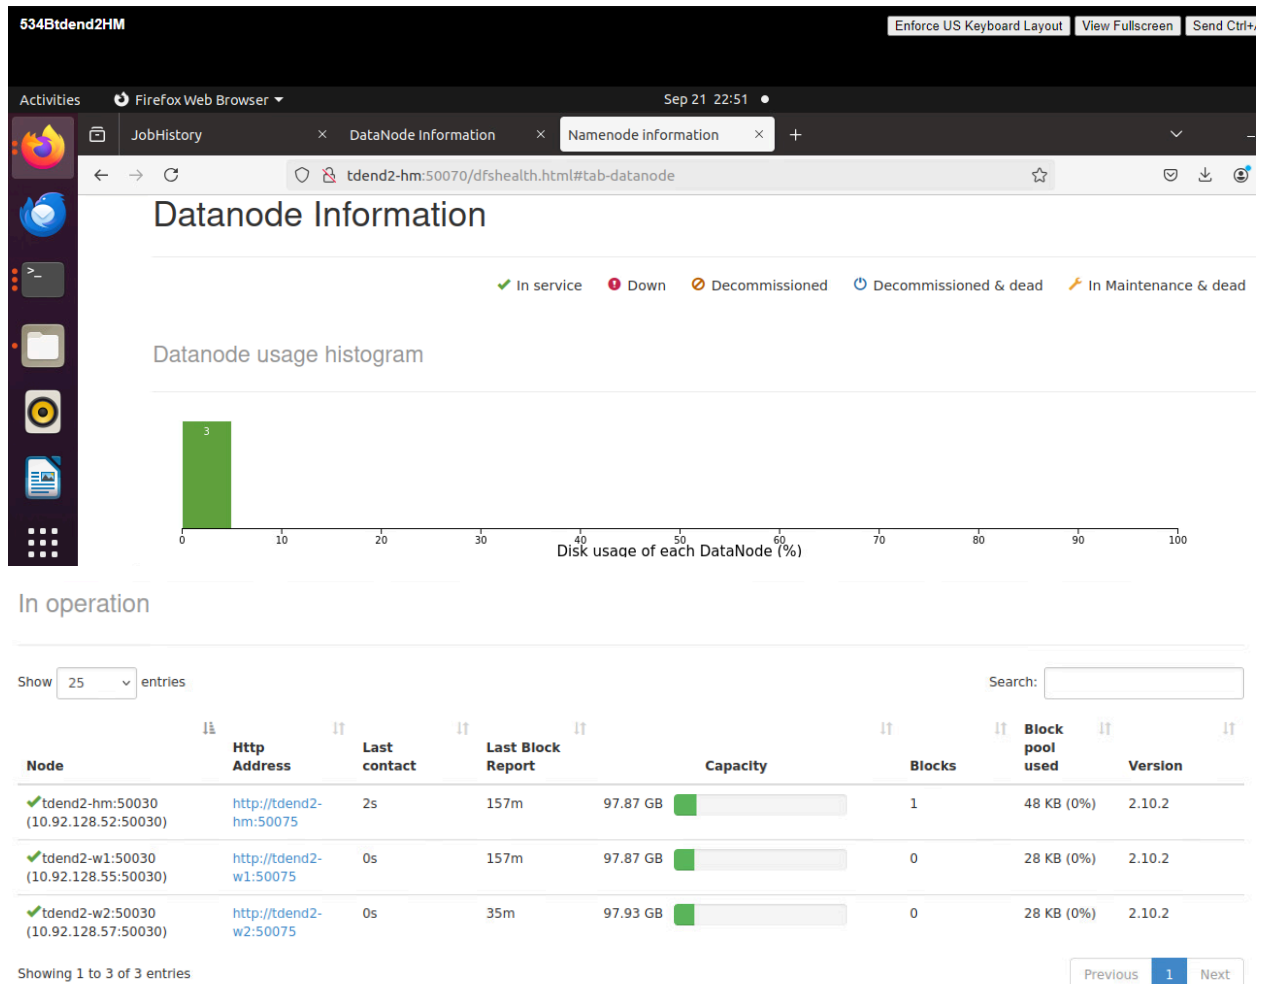 534Btdend2HM
Enforce US Keyboard Layout View Fullscreen Send Ctrl+
Activities Firefox Web Browser Sep 21 22:51
JobHistory × DataNode Information × Namenode information × +
tdend2-hm:50070/dfshealth.html#tab-datanode
Datanode Information
In service Down Decommissioned Decommissioned & dead In Maintenance & dead
Datanode usage histogram
3
0 10 20 30 40 50 60 70 80 90 100
Disk usage of each DataNode (%)
In operation
Show 25 entries Search:
Node Http Address Last contact Last Block Report Capacity Blocks Block pool used Version
tdend2-hm:50030 (10.92.128.52:50030) http://tdend2-hm:50075 2s 157m 97.87 GB 1 48 KB (0%) 2.10.2
tdend2-w1:50030 (10.92.128.55:50030) http://tdend2-w1:50075 0s 157m 97.87 GB 0 28 KB (0%) 2.10.2
tdend2-w2:50030 (10.92.128.57:50030) http://tdend2-w2:50075 0s 35m 97.93 GB 0 28 KB (0%) 2.10.2
Showing 1 to 3 of 3 entries
Previous 1 Next